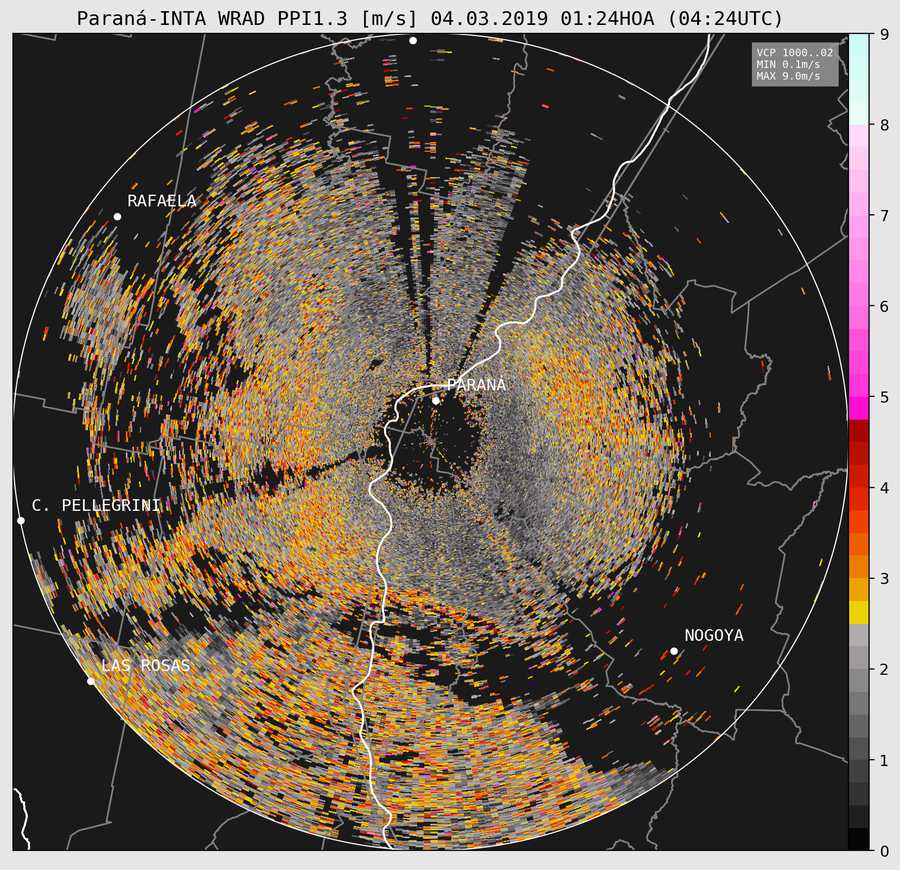 Paraná-INTA WRAD PPI1.3 [m/s] 04.03.2019 01:24HOA (04:24UTC)
VCP 1000..02
MIN 0.1m/s
MAX 9.0m/s
RAFAELA
PARANÁ
C. PELLEGRINI
NOGOYA
LAS ROSAS
9
8
7
6
5
4
3
2
1
0